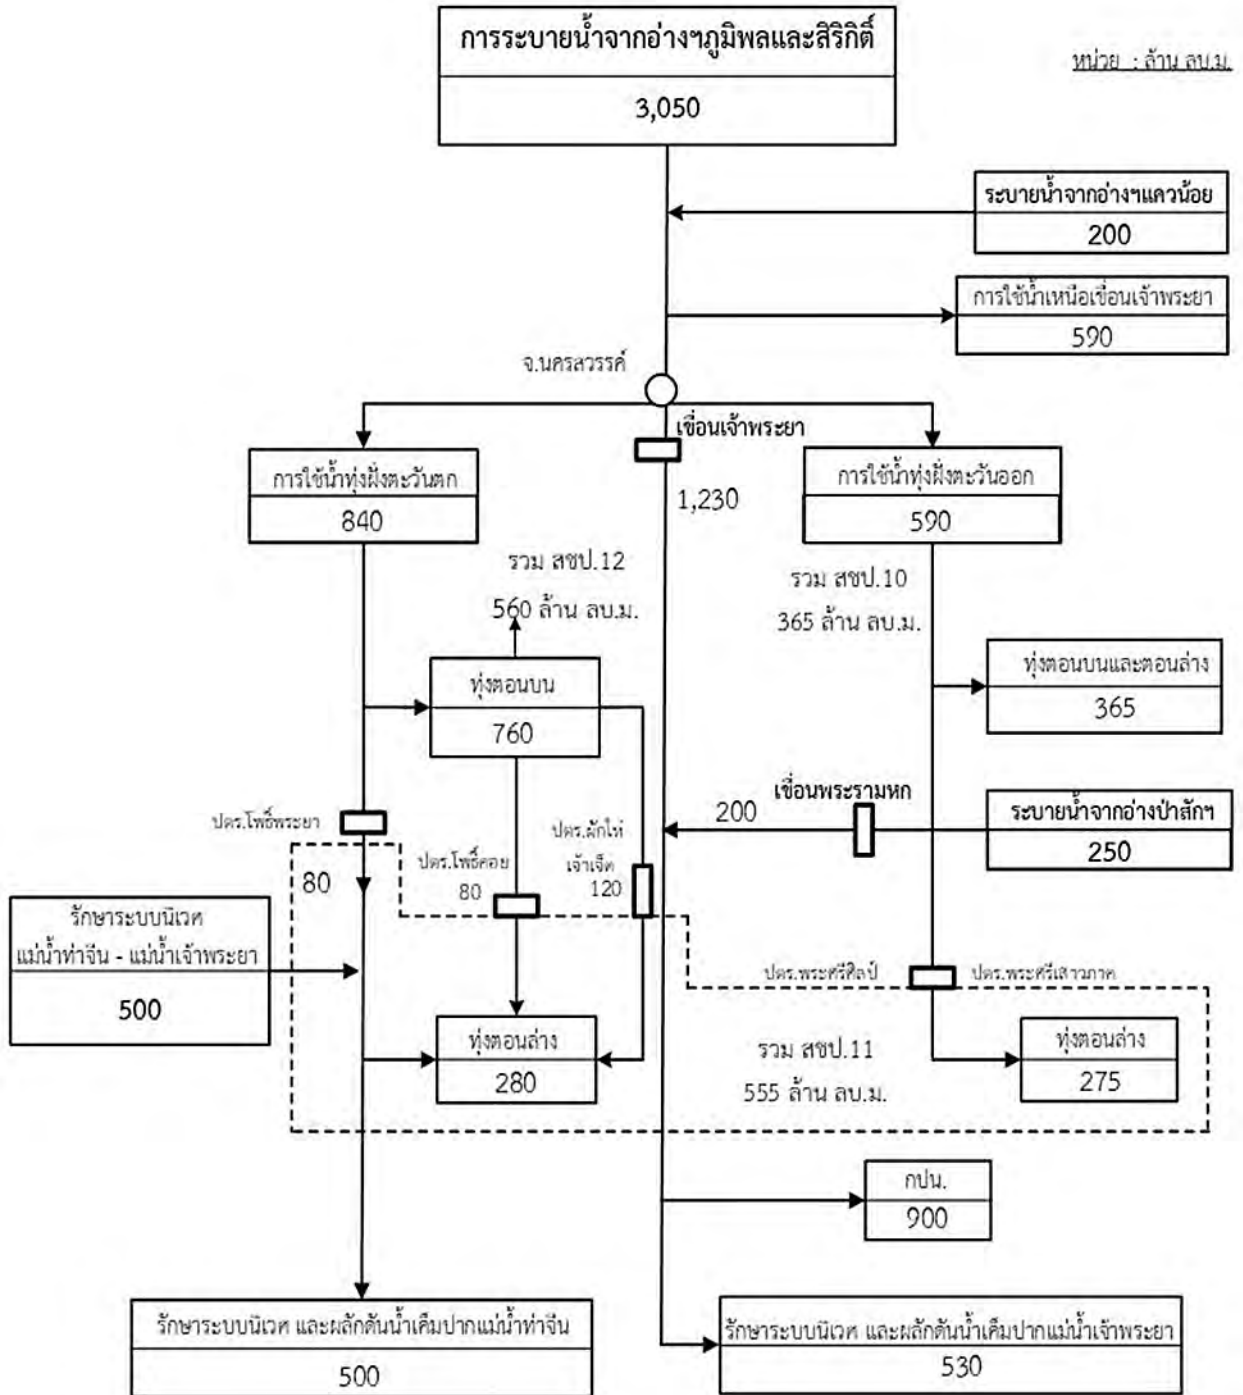 การระบายน้ำจากอ่างฯภูมิพลและสิริกิติ์
3,050
หน่วย : ล้าน ลบ.ม.
ระบายน้ำจากอ่างฯแควน้อย
200
การใช้น้ำเหนือเขื่อนเจ้าพระยา
590
จ.นครสวรรค์
เขื่อนเจ้าพระยา
1,230
การใช้น้ำทุ่งฝั่งตะวันตก
840
การใช้น้ำทุ่งฝั่งตะวันออก
590
รวม สชป.12
560 ล้าน ลบ.ม.
รวม สชป.10
365 ล้าน ลบ.ม.
ทุ่งตอนบน
760
ทุ่งตอนบนและตอนล่าง
365
เขื่อนพระรามหก
200
ระบายน้ำจากอ่างป่าสักฯ
250
ปตร.โพธิ์พระยา
80
ปตร.โพธิ์คอย
80
ปตร.ผักไห่
เจ้าเจ็ด
120
รักษาระบบนิเวศ
แม่น้ำท่าจีน - แม่น้ำเจ้าพระยา
500
ปตร.พระศรีศิลป์
ปตร.พระศรีเสาวภาค
ทุ่งตอนล่าง
280
รวม สชป.11
555 ล้าน ลบ.ม.
ทุ่งตอนล่าง
275
กปน.
900
รักษาระบบนิเวศ และผลักดันน้ำเค็มปากแม่น้ำท่าจีน
500
รักษาระบบนิเวศ และผลักดันน้ำเค็มปากแม่น้ำเจ้าพระยา
530